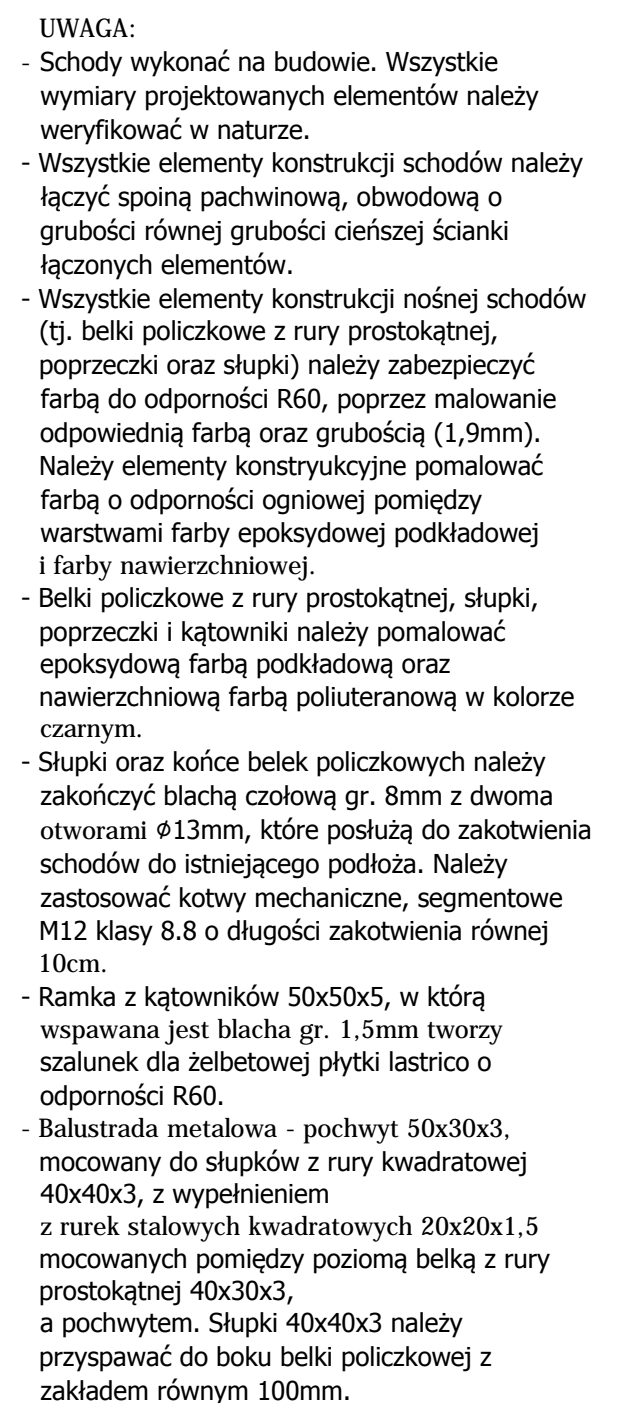 UWAGA:
- Schody wykonać na budowie. Wszystkie
wymiary projektowanych elementów należy
weryfikować w naturze.
- Wszystkie elementy konstrukcji schodów należy
łączyć spoiną pachwinową, obwodową o
grubości równej grubości cieńszej ścianki
łączonych elementów.
- Wszystkie elementy konstrukcji nośnej schodów
(tj. belki policzkowe z rury prostokątnej,
poprzeczki oraz słupki) należy zabezpieczyć
farbą do odporności R60, poprzez malowanie
odpowiednią farbą oraz grubością (1,9mm).
Należy elementy konstryukcyjne pomalować
farbą o odporności ogniowej pomiędzy
warstwami farby epoksydowej podkładowej
i farby nawierzchniowej.
- Belki policzkowe z rury prostokątnej, słupki,
poprzeczki i kątowniki należy pomalować
epoksydową farbą podkładową oraz
nawierzchniową farbą poliuteranową w kolorze
czarnym.
- Słupki oraz końce belek policzkowych należy
zakończyć blachą czołową gr. 8mm z dwoma
otworami ∅13mm, które posłużą do zakotwienia
schodów do istniejącego podłoża. Należy
zastosować kotwy mechaniczne, segmentowe
M12 klasy 8.8 o długości zakotwienia równej
10cm.
- Ramka z kątowników 50x50x5, w którą
wspawana jest blacha gr. 1,5mm tworzy
szalunek dla żelbetowej płytki lastrico o
odporności R60.
- Balustrada metalowa - pochwyt 50x30x3,
mocowany do słupków z rury kwadratowej
40x40x3, z wypełnieniem
z rurek stalowych kwadratowych 20x20x1,5
mocowanych pomiędzy poziomą belką z rury
prostokątnej 40x30x3,
a pochwytem. Słupki 40x40x3 należy
przyspawać do boku belki policzkowej z
zakładem równym 100mm.